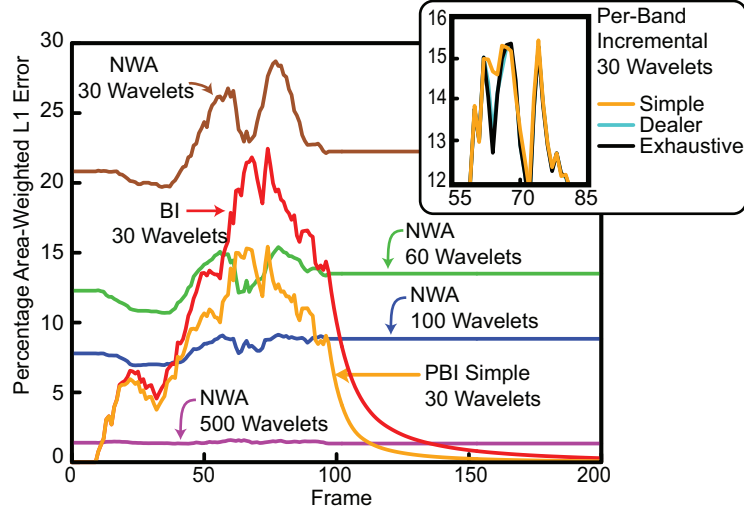 30
25
20
15
10
5
0
0
50
100
150
200
Percentage Area-Weighted L1 Error
Frame
NWA
30 Wavelets
BI
30 Wavelets
NWA
60 Wavelets
NWA
100 Wavelets
PBI Simple
30 Wavelets
NWA
500 Wavelets
16
15
14
13
12
55
70
85
Per-Band
Incremental
30 Wavelets
Simple
Dealer
Exhaustive